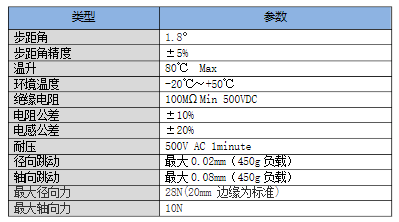 类型 参数
步距角 1.8°
步距角精度 ±5%
温升 80℃ Max
环境温度 -20℃～+50℃
绝缘电阻 100MΩ Min 500VDC
电阻公差 ±10%
电感公差 ±20%
耐压 500V AC 1minute
径向跳动 最大 0.02mm（450g 负载）
轴向跳动 最大 0.08mm（450g 负载）
最大径向力 28N(20mm 边缘为标准)
最大轴向力 10N